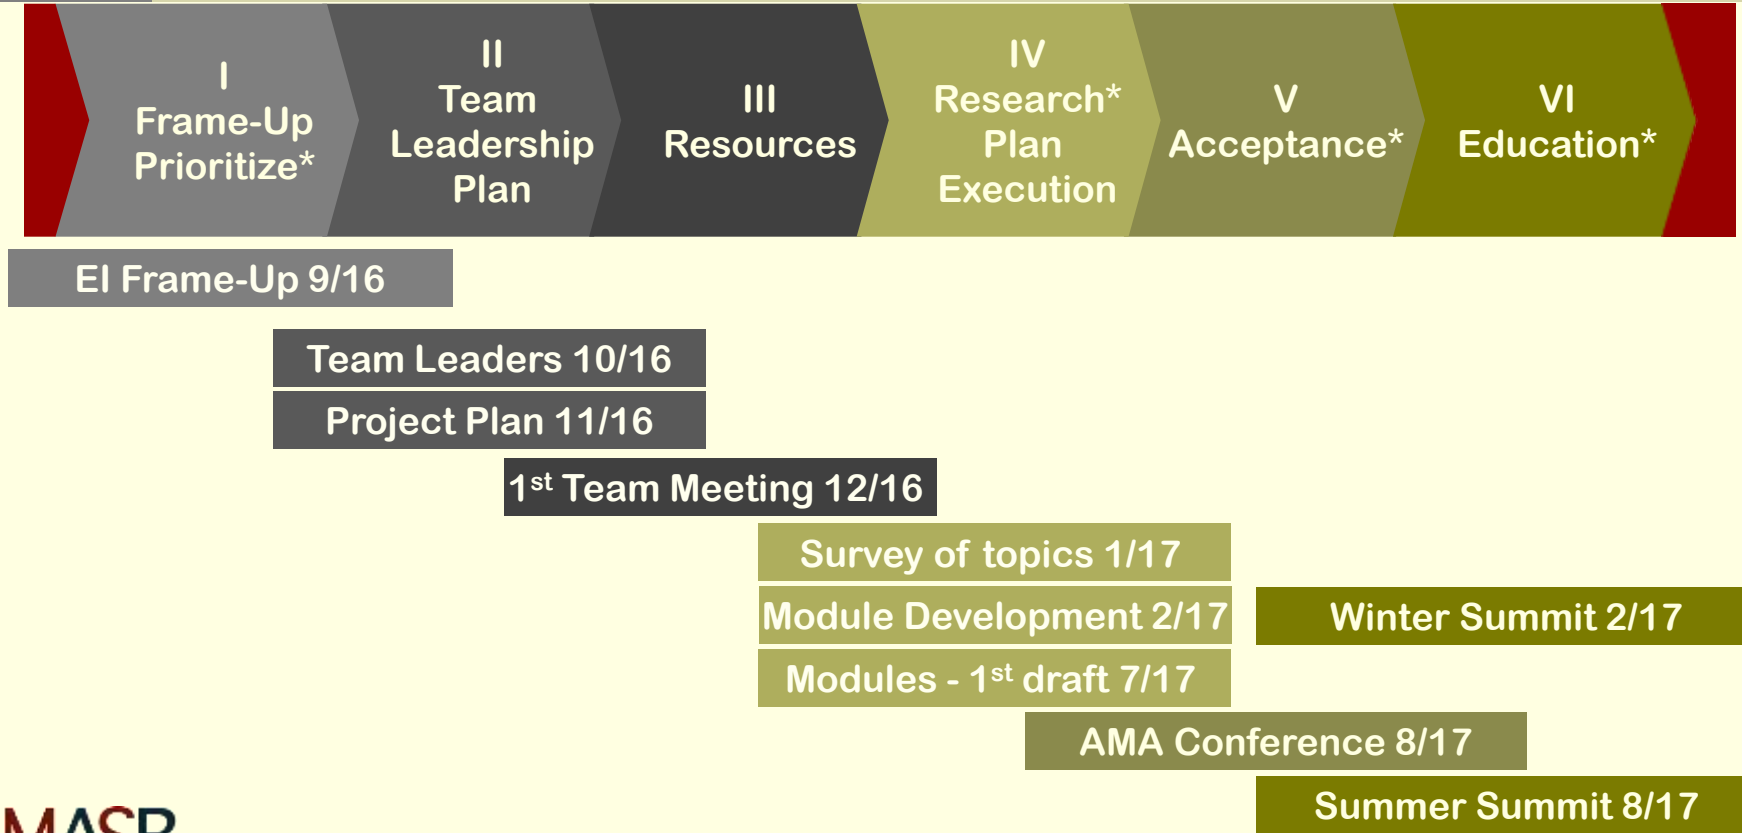 I
Frame-Up
Prioritize*
II
Team
Leadership
Plan
III
Resources
IV
Research*
Plan
Execution
V
Acceptance*
VI
Education*
EI Frame-Up 9/16
Team Leaders 10/16
Project Plan 11/16
1st Team Meeting 12/16
Survey of topics 1/17
Module Development 2/17
Winter Summit 2/17
Modules - 1st draft 7/17
AMA Conference 8/17
Summer Summit 8/17
MASB